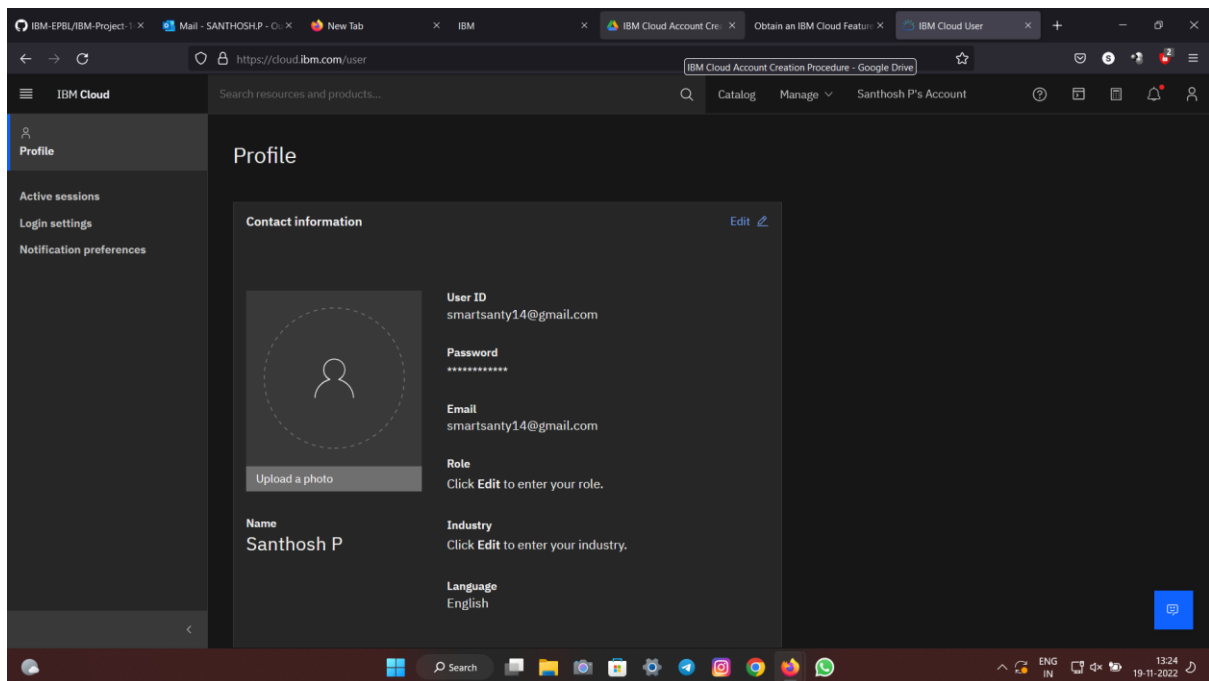 IBM-EPBL/IBM-Project-1
Mail - SANTHOSH.P - Ou
New Tab
IBM
IBM Cloud Account Cre
Obtain an IBM Cloud Feature
IBM Cloud User
https://cloud.ibm.com/user
IBM Cloud Account Creation Procedure - Google Drive
S
2
IBM Cloud
Search resources and products...
Catalog
Manage
Santhosh P's Account
Profile
Active sessions
Login settings
Notification preferences
Profile
Contact information
Edit
Upload a photo
Name
Santhosh P
User ID
smartsanty14@gmail.com
Password
************
Email
smartsanty14@gmail.com
Role
Click Edit to enter your role.
Industry
Click Edit to enter your industry.
Language
English
Search
ENG
IN
13:24
19-11-2022